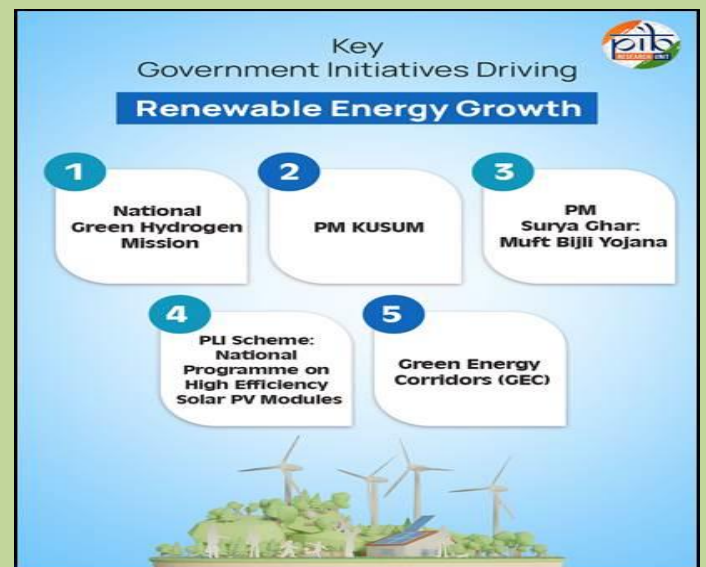 Key
Government Initiatives Driving
Renewable Energy Growth
pib
RESEARCH UNIT
1
National
Green Hydrogen
Mission
2
PM KUSUM
3
PM
Surya Ghar:
Muft Bijli Yojana
4
PLI Scheme:
National
Programme on
High Efficiency
Solar PV Modules
5
Green Energy
Corridors (GEC)